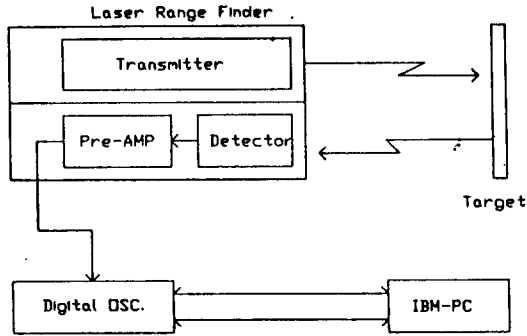 Laser Range Finder
Transmitter
Pre-AMP
Detector
Target
Digital OSC.
IBM-PC